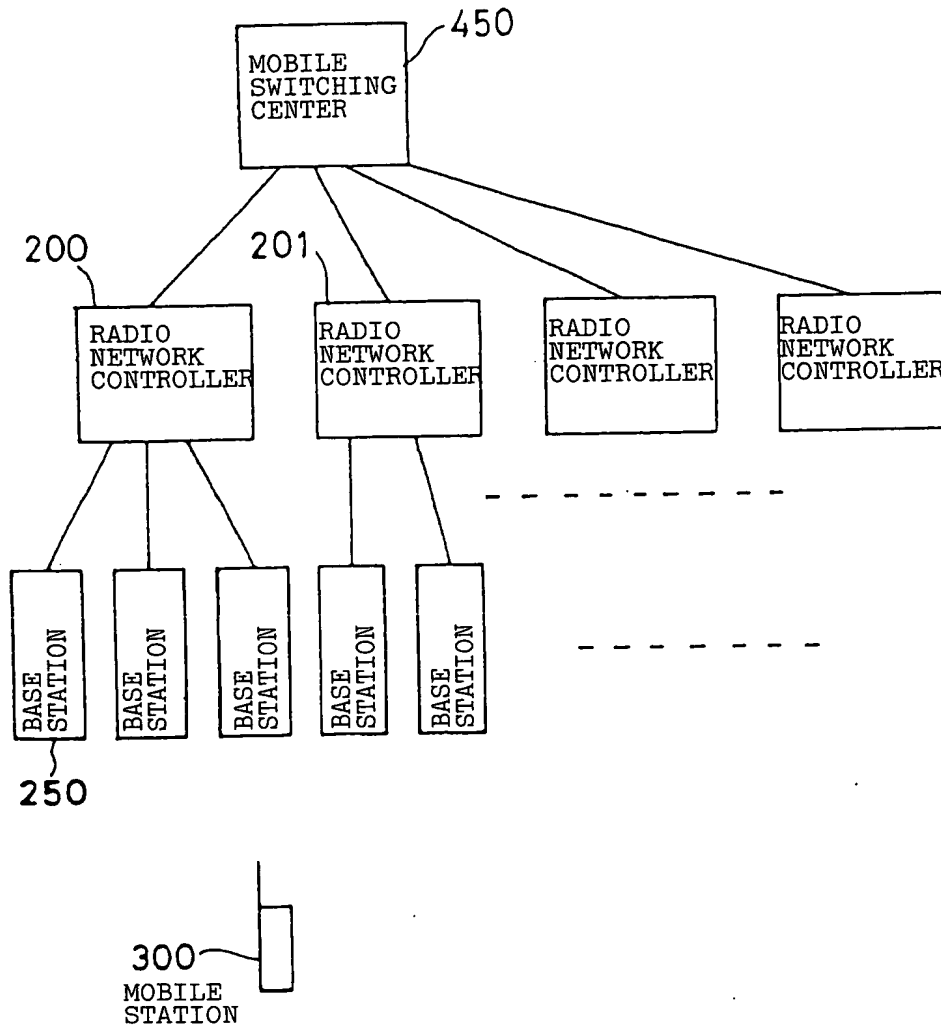 450
MOBILE
SWITCHING
CENTER
200
201
RADIO
NETWORK
CONTROLLER
RADIO
NETWORK
CONTROLLER
RADIO
NETWORK
CONTROLLER
RADIO
NETWORK
CONTROLLER
BASE
STATION
BASE
STATION
BASE
STATION
BASE
STATION
BASE
STATION
250
300
MOBILE
STATION